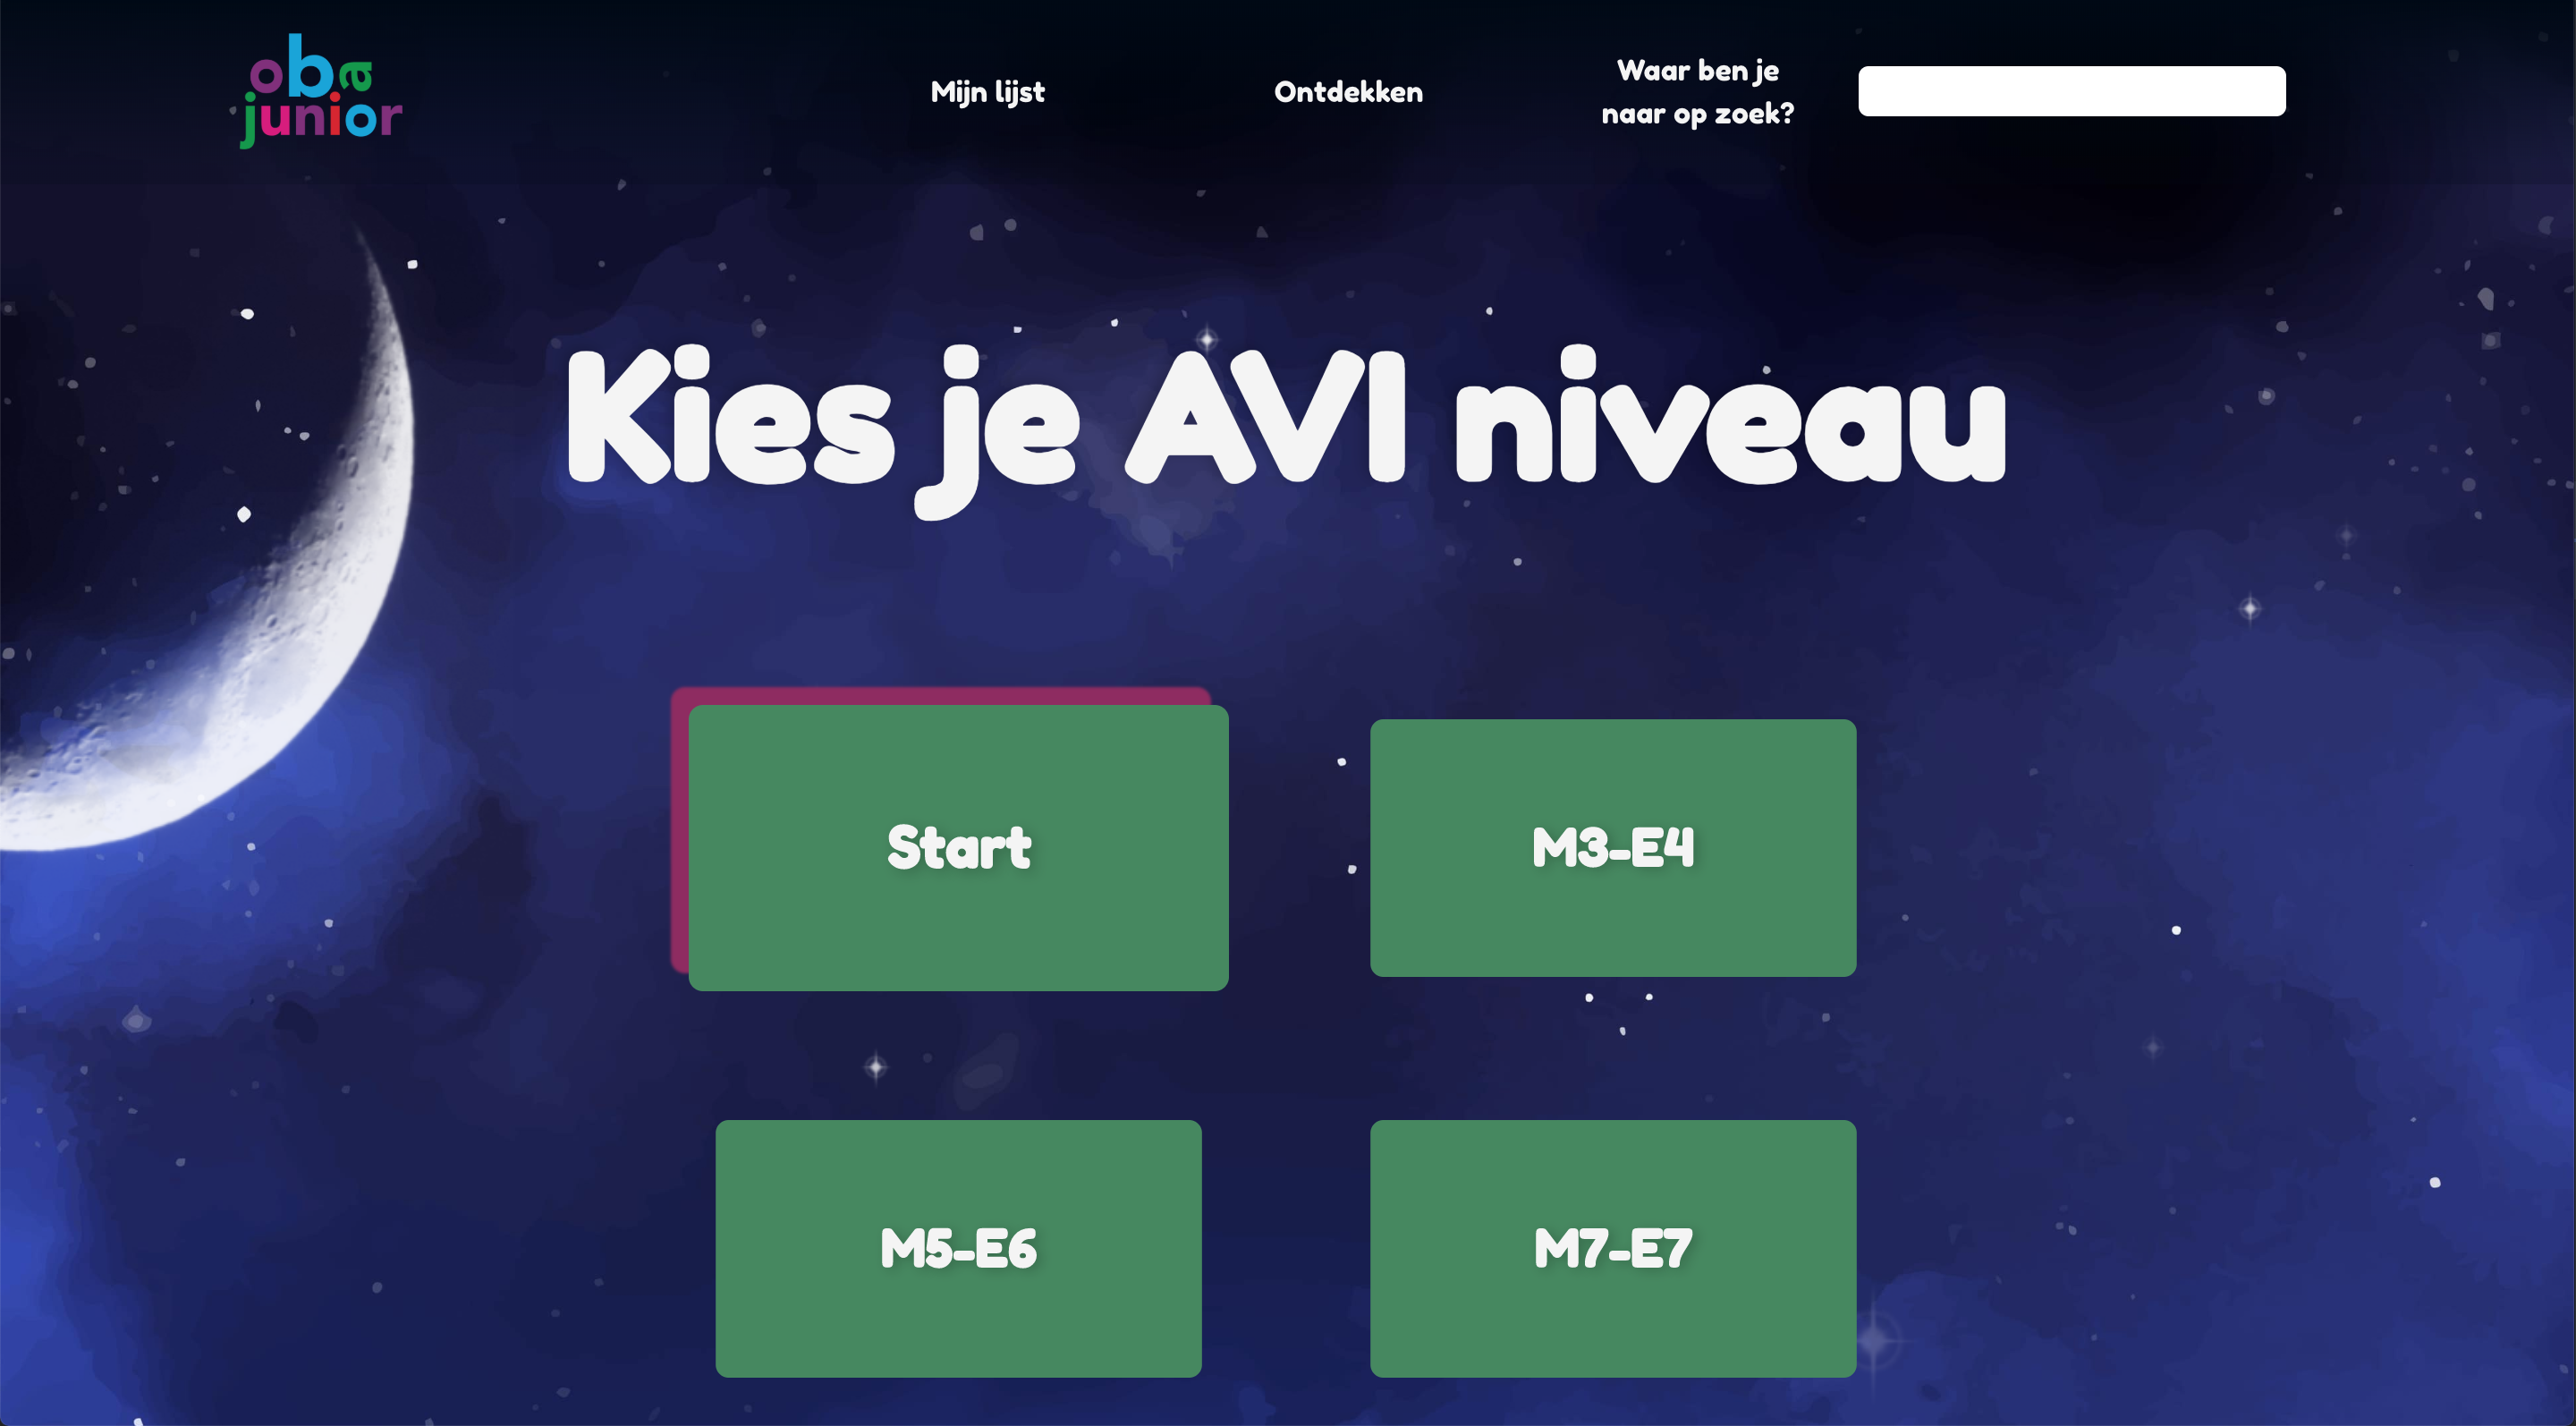 oba
junior
Mijn lijst
Ontdekken
Waar ben je
naar op zoek?
Kies je AVI niveau
Start
M3-E4
M5-E6
M7-E7